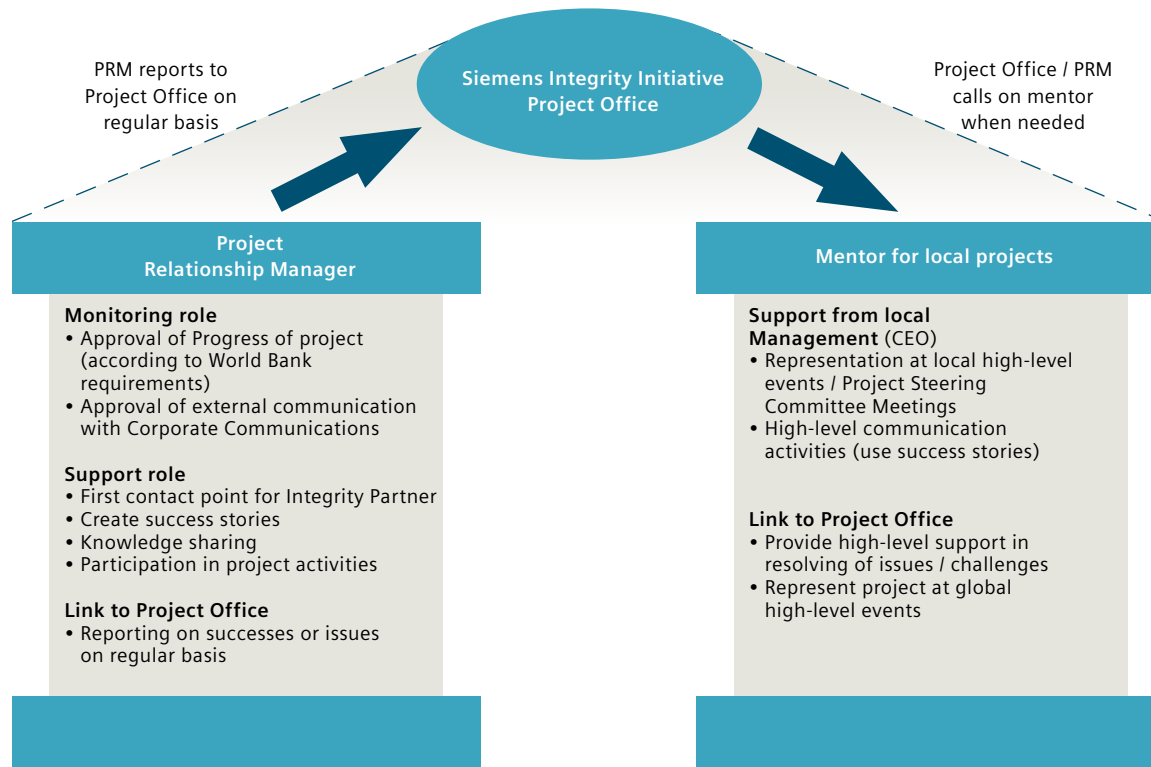 PRM reports to
Project Office on
regular basis
Siemens Integrity Initiative
Project Office
Project Office / PRM
calls on mentor
when needed
Project
Relationship Manager
Monitoring role
• Approval of Progress of project
(according to World Bank
requirements)
• Approval of external communication
with Corporate Communications
Support role
• First contact point for Integrity Partner
• Create success stories
• Knowledge sharing
• Participation in project activities
Link to Project Office
• Reporting on successes or issues
on regular basis
Mentor for local projects
Support from local
Management (CEO)
• Representation at local high-level
events / Project Steering
Committee Meetings
• High-level communication
activities (use success stories)
Link to Project Office
• Provide high-level support in
resolving of issues / challenges
• Represent project at global
high-level events